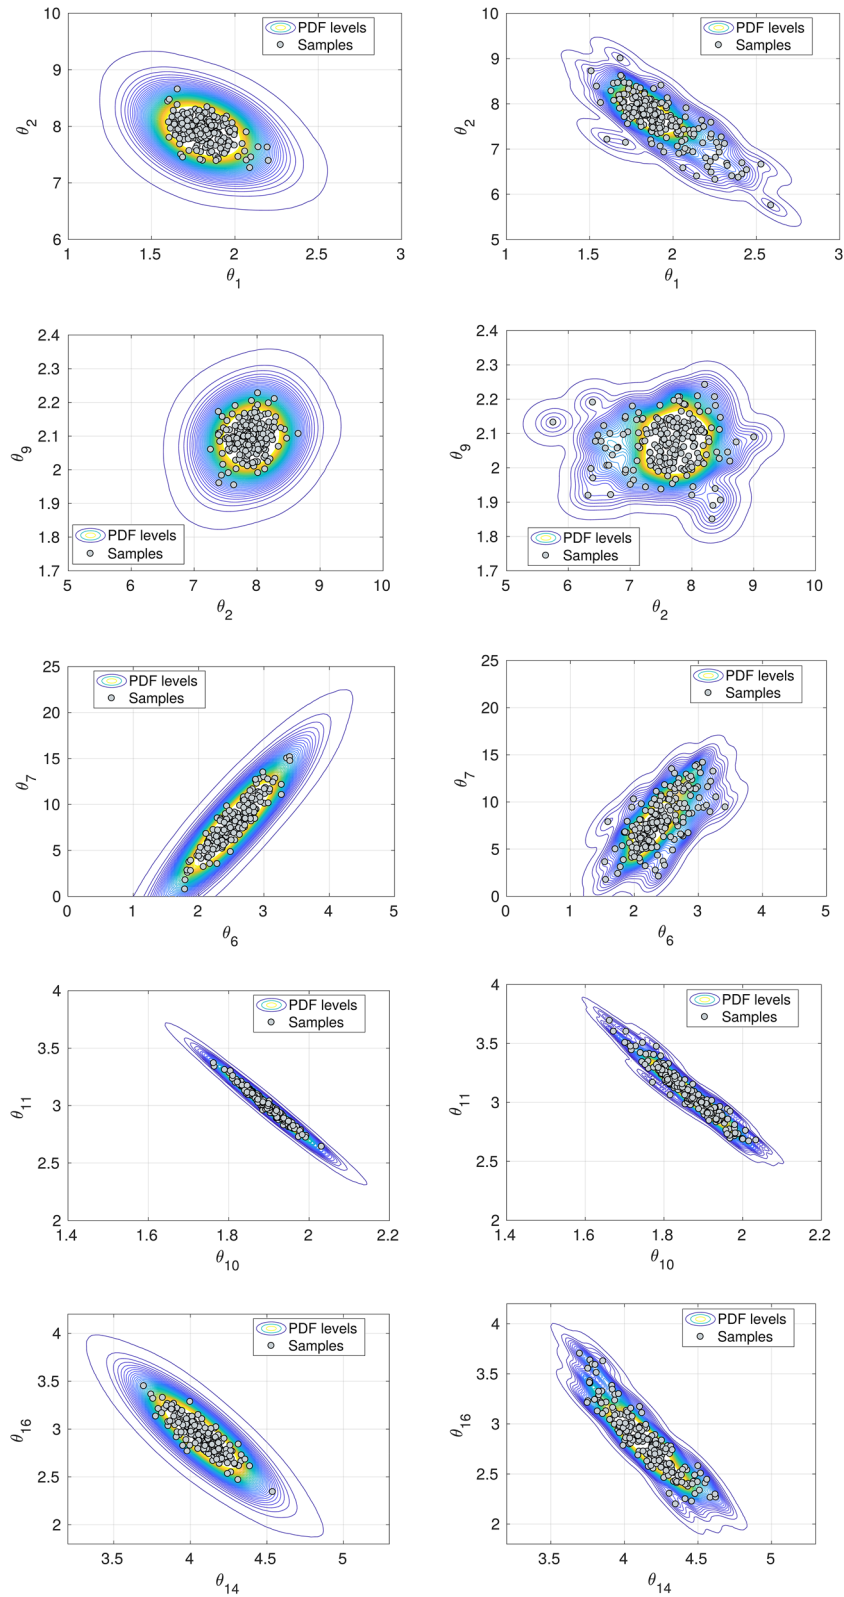 10
9
8
7
6
θ2
1
1.5
2
2.5
3
θ1
PDF levels
Samples
10
9
8
7
6
5
θ2
1
1.5
2
2.5
3
θ1
PDF levels
Samples
2.4
2.3
2.2
2.1
2
1.9
1.8
1.7
θ9
5
6
7
8
9
10
θ2
PDF levels
Samples
2.4
2.3
2.2
2.1
2
1.9
1.8
1.7
θ9
5
6
7
8
9
10
θ2
PDF levels
Samples
25
20
15
10
5
0
θ7
0
1
2
3
4
5
θ6
PDF levels
Samples
25
20
15
10
5
0
θ7
0
1
2
3
4
5
θ6
PDF levels
Samples
4
3.5
3
2.5
2
θ11
1.4
1.6
1.8
2
2.2
θ10
PDF levels
Samples
4
3.5
3
2.5
2
θ11
1.4
1.6
1.8
2
2.2
θ10
PDF levels
Samples
4
3.5
3
2.5
2
θ16
3.5
4
4.5
5
θ14
PDF levels
Samples
4
3.5
3
2.5
2
θ16
3.5
4
4.5
5
θ14
PDF levels
Samples